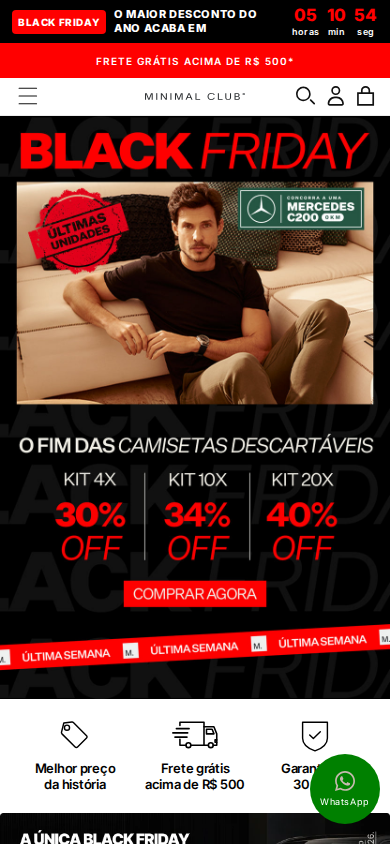 BLACK FRIDAY
O MAIOR DESCONTO DO
ANO ACABA EM
05 10 54
horas min seg
FRETE GRÁTIS ACIMA DE R$ 500*
MINIMAL CLUB
BLACK FRIDAY
ÚLTIMAS
UNIDADES
CONCORRA A UMA
MERCEDES
C200 0KM
O FIM DAS CAMISETAS DESCARTÁVEIS
KIT 4X KIT 10X KIT 20X
30% 34% 40%
OFF OFF OFF
COMPRAR AGORA
M. ÚLTIMA SEMANA M. ÚLTIMA SEMANA M. ÚLTIMA SEMANA M.
Melhor preço
da história
Frete grátis
acima de R$ 500
30
WhatsApp
A ÚNICA BLACK FRIDAY